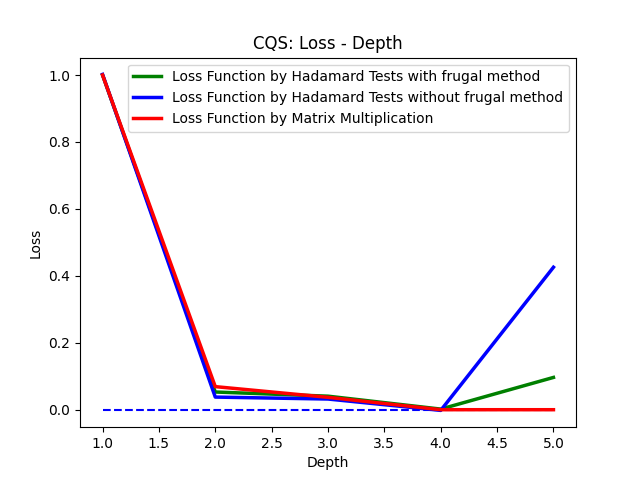 CQS: Loss - Depth
Loss Function by Hadamard Tests with frugal method
Loss Function by Hadamard Tests without frugal method
Loss Function by Matrix Multiplication
Loss
1.0
0.8
0.6
0.4
0.2
0.0
1.0 1.5 2.0 2.5 3.0 3.5 4.0 4.5 5.0
Depth